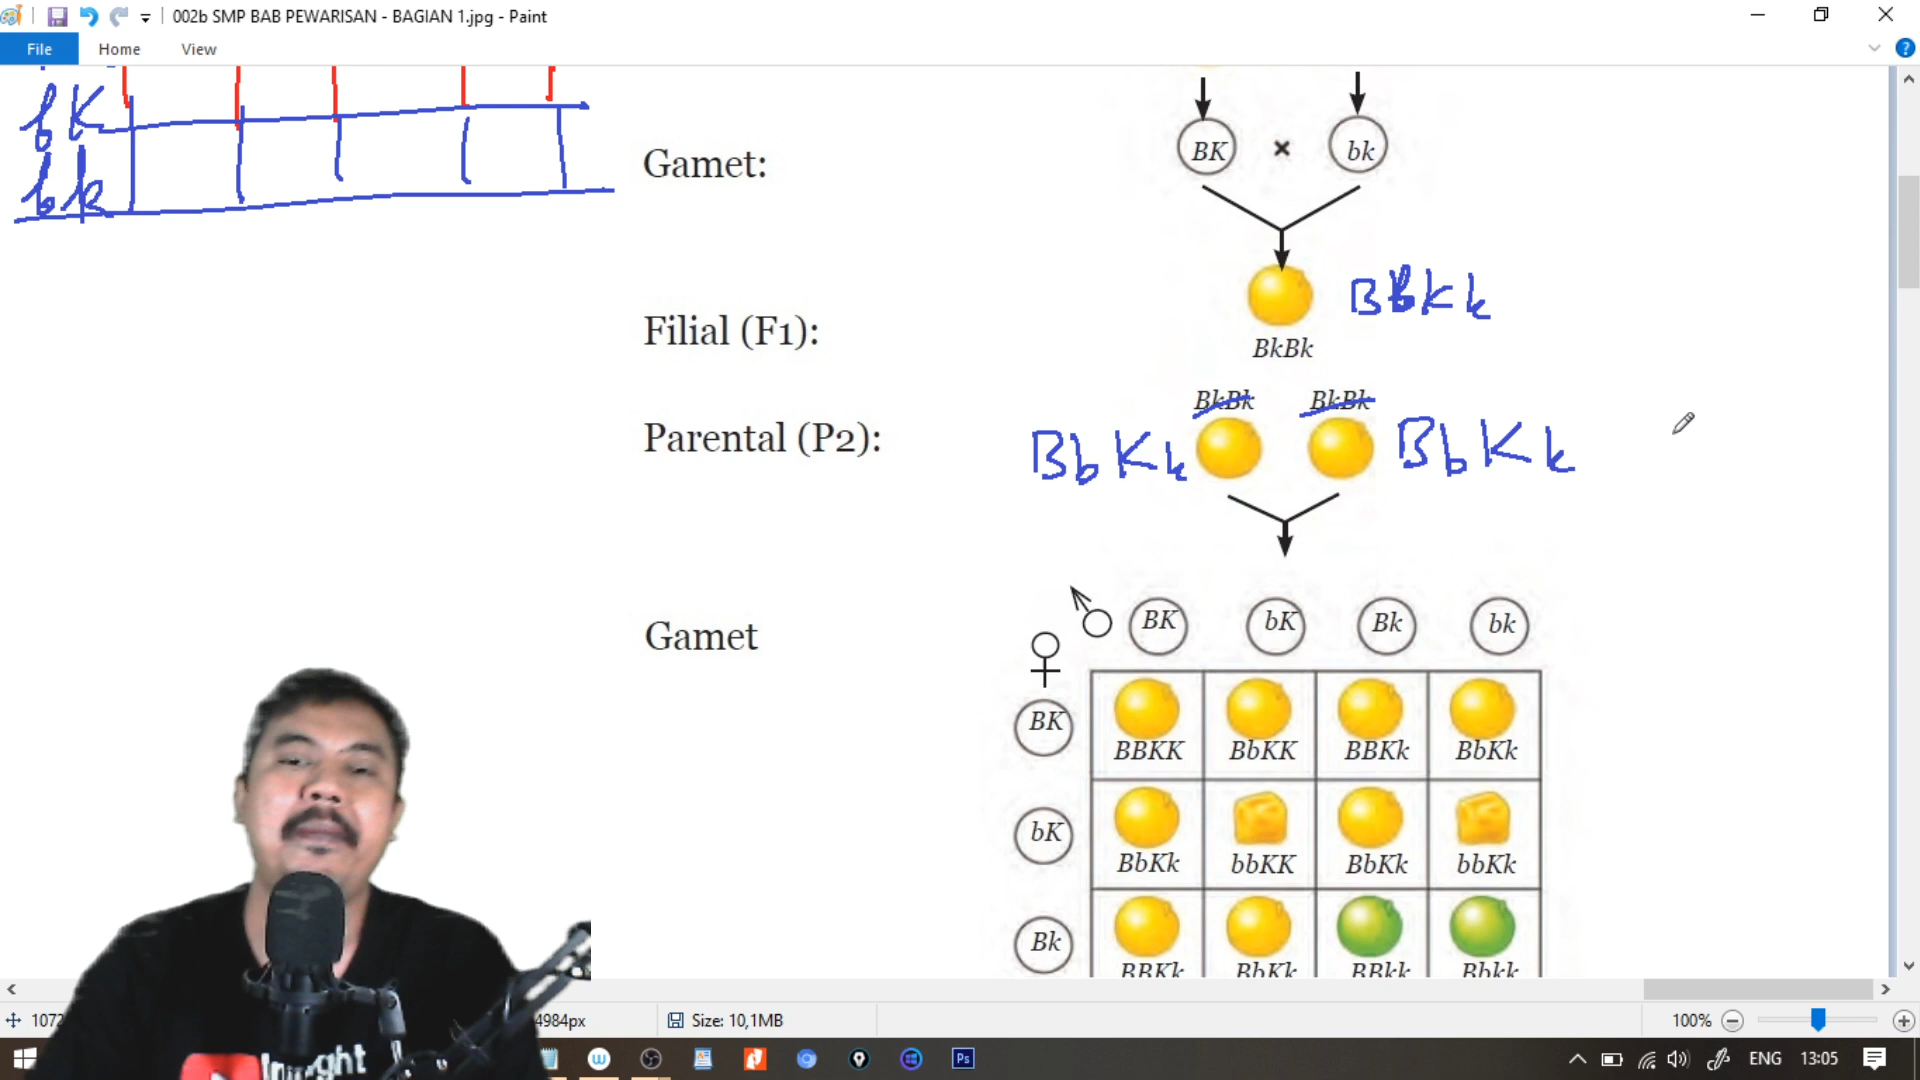 002b SMP BAB PEWARISAN - BAGIAN 1.jpg - Paint
File Home View
bK
bk
Gamet:
BK × bk
Filial (F1):
BBKk
BkBk
Parental (P2):
BkBk BkBk
BbKk BbKk
Gamet
BK bK Bk bk
BK
BBKK BbKK BBKk BbKk
bK
BbKk bbKK BbKk bbKk
Bk
BBKk BbKk BBkk Bbkk
1072
4984px
Size: 10,1MB
100%
ENG 13:05